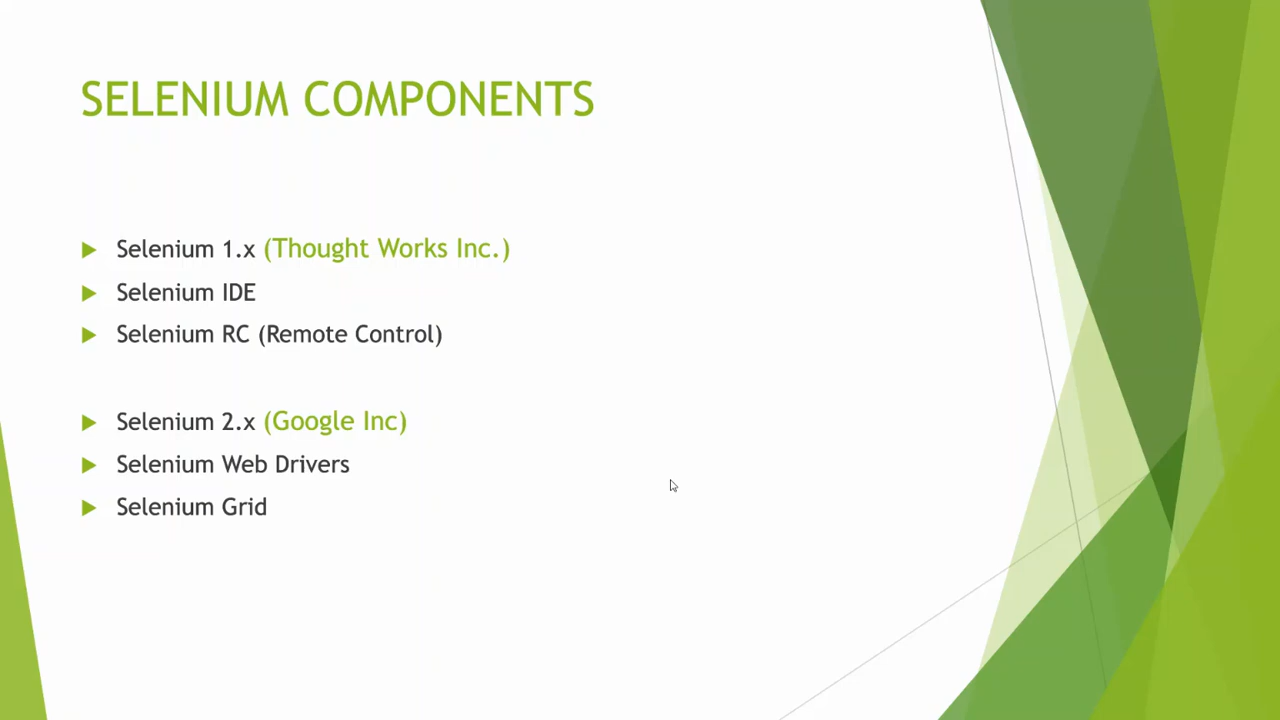 SELENIUM COMPONENTS
Selenium 1.x (Thought Works Inc.)
Selenium IDE
Selenium RC (Remote Control)
Selenium 2.x (Google Inc)
Selenium Web Drivers
Selenium Grid